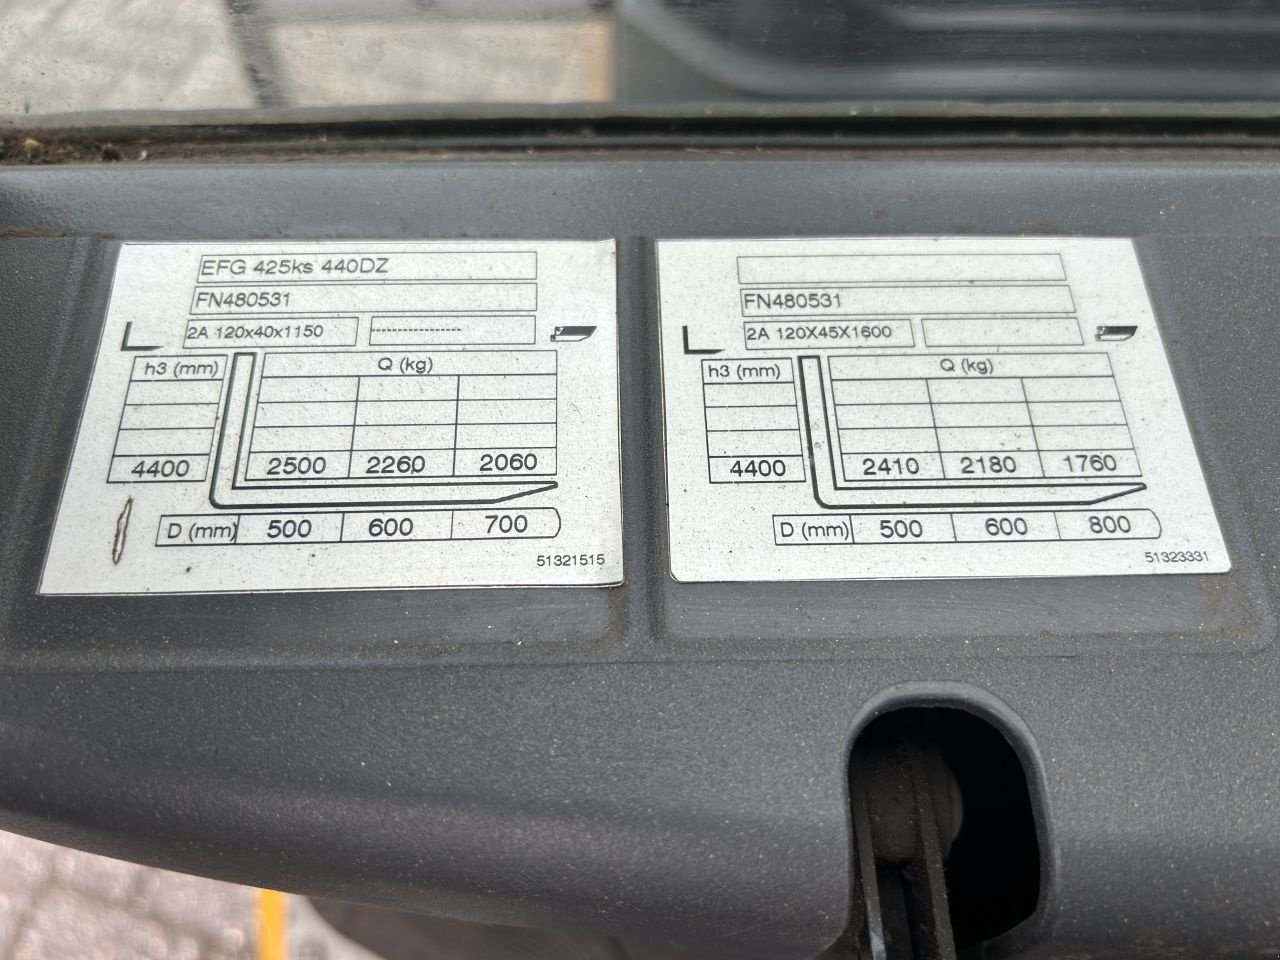 EFG 425ks 440DZ
FN480531
2A 120x40x1150 --------------------
h3 (mm) Q (kg)
4400 2500 2260 2060
D (mm) 500 600 700
51321515
FN480531
2A 120X45X1600
h3 (mm) Q (kg)
4400 2410 2180 1760
D (mm) 500 600 800
51323331